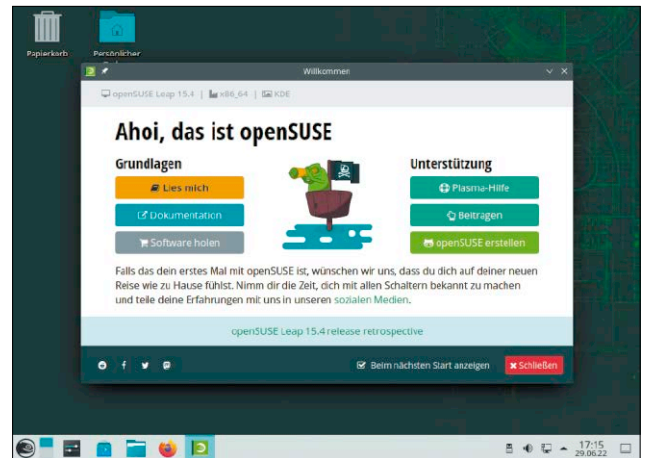 Papierkorb
Persönlicher
Willkommen
openSUSE Leap 15.4 | x86_64 | KDE
Ahoi, das ist openSUSE
Grundlagen
Lies mich
Dokumentation
Software holen
Unterstützung
Plasma-Hilfe
Beitragen
openSUSE erstellen
Falls das dein erstes Mal mit openSUSE ist, wünschen wir uns, dass du dich auf deiner neuen
Reise wie zu Hause fühlst. Nimm dir die Zeit, dich mit allen Schaltern bekannt zu machen
und teile deine Erfahrungen mit uns in unseren sozialen Medien.
openSUSE Leap 15.4 release retrospective
Beim nächsten Start anzeigen
Schließen
17:15
29.06.22